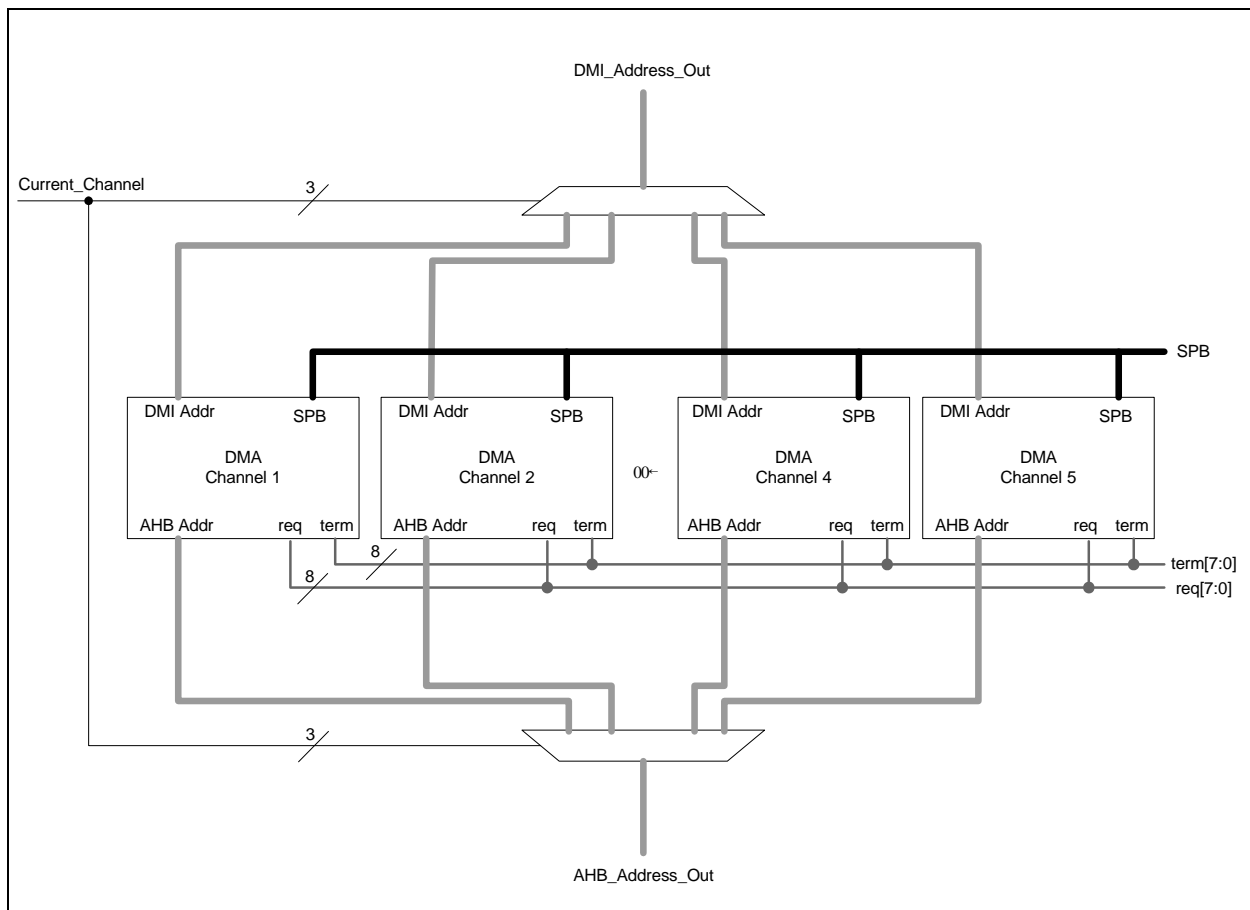 DMI_Address_Out
Current_Channel
3
SPB
DMI Addr SPB
DMA
Channel 1
AHB Addr req term
DMI Addr SPB
DMA
Channel 2
AHB Addr req term
DMI Addr SPB
DMA
Channel 4
AHB Addr req term
DMI Addr SPB
DMA
Channel 5
AHB Addr req term
8
term[7:0]
8
req[7:0]
3
AHB_Address_Out